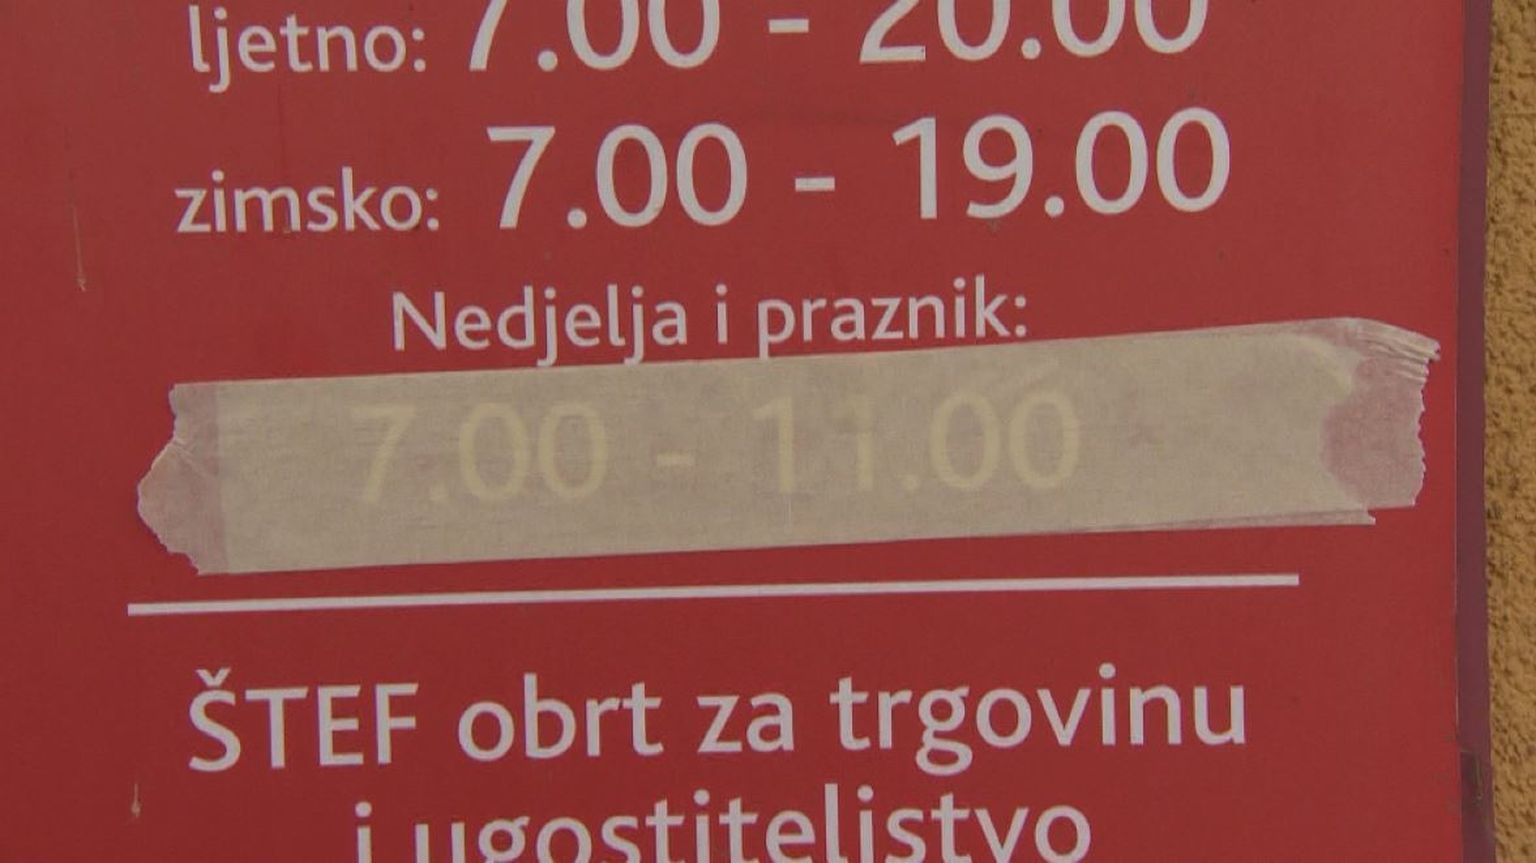 ljetno: 7.00 - 20.00
zimsko: 7.00 - 19.00
Nedjelja i praznik:
7.00 - 11.00
ŠTEF obrt za trgovinu
i ugostiteljstvo